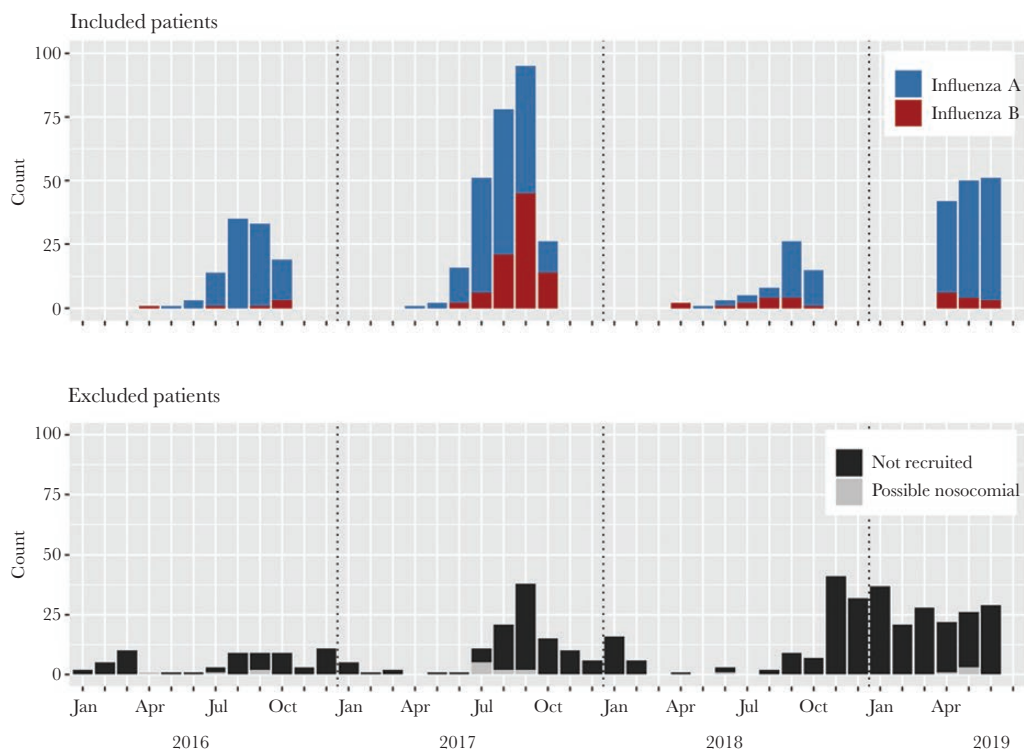 Included patients
100
75
50
25
0
Count
Influenza A
Influenza B
Excluded patients
100
75
50
25
0
Count
Not recruited
Possible nosocomial
Jan Apr Jul Oct Jan Apr Jul Oct Jan Apr Jul Oct Jan Apr
2016 2017 2018 2019